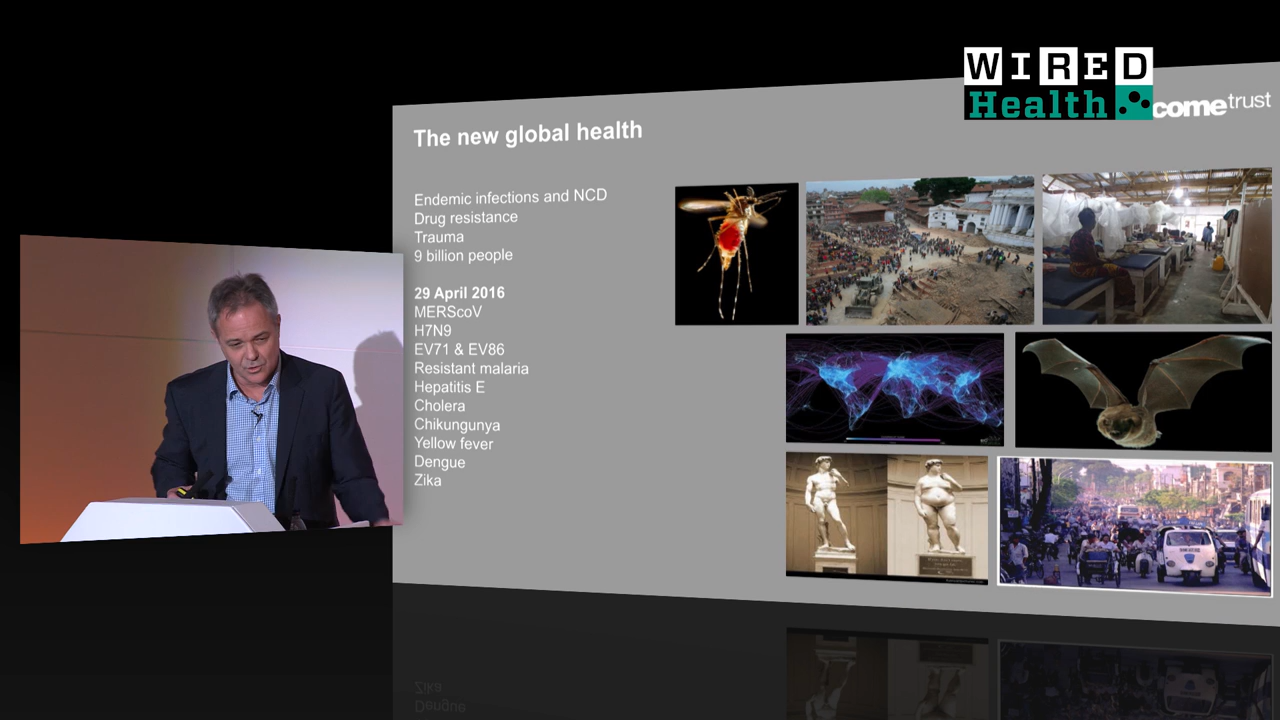 WIRED
Health
come trust
The new global health
Endemic infections and NCD
Drug resistance
Trauma
9 billion people
29 April 2016
MERScoV
H7N9
EV71 & EV86
Resistant malaria
Hepatitis E
Cholera
Chikungunya
Yellow fever
Dengue
Zika